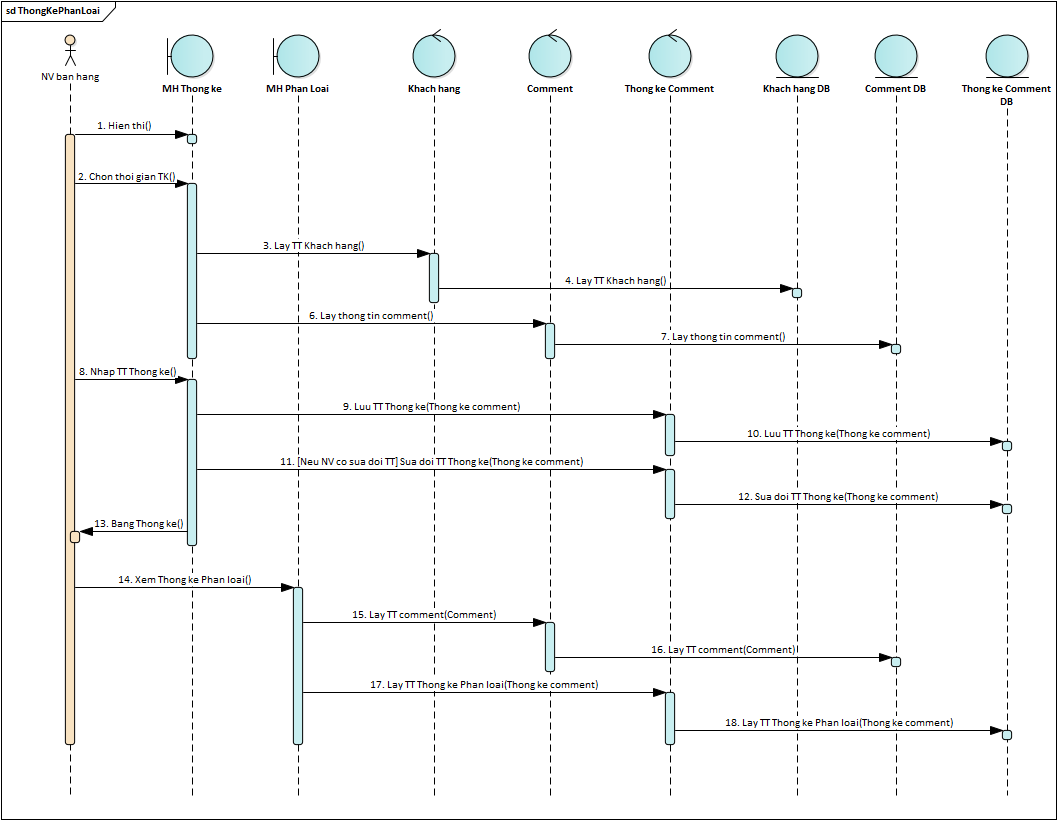 sd ThongKePhanLoai
NV ban hang
MH Thong ke
MH Phan Loai
Khach hang
Comment
Thong ke Comment
Khach hang DB
Comment DB
Thong ke Comment
DB
1. Hien thi()
2. Chon thoi gian TK()
3. Lay TT Khach hang()
4. Lay TT Khach hang()
6. Lay thong tin comment()
7. Lay thong tin comment()
8. Nhap TT Thong ke()
9. Luu TT Thong ke(Thong ke comment)
10. Luu TT Thong ke(Thong ke comment)
11. [Neu NV co sua doi TT] Sua doi TT Thong ke(Thong ke comment)
12. Sua doi TT Thong ke(Thong ke comment)
13. Bang Thong ke()
14. Xem Thong ke Phan loai()
15. Lay TT comment(Comment)
16. Lay TT comment(Comment)
17. Lay TT Thong ke Phan loai(Thong ke comment)
18. Lay TT Thong ke Phan loai(Thong ke comment)